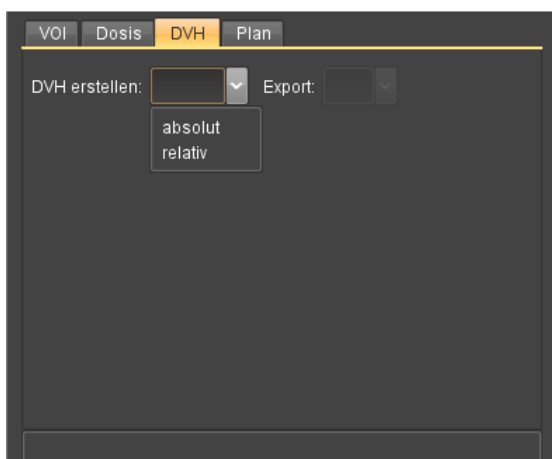 VOI Dosis DVH Plan
DVH erstellen: Export:
absolut
relativ